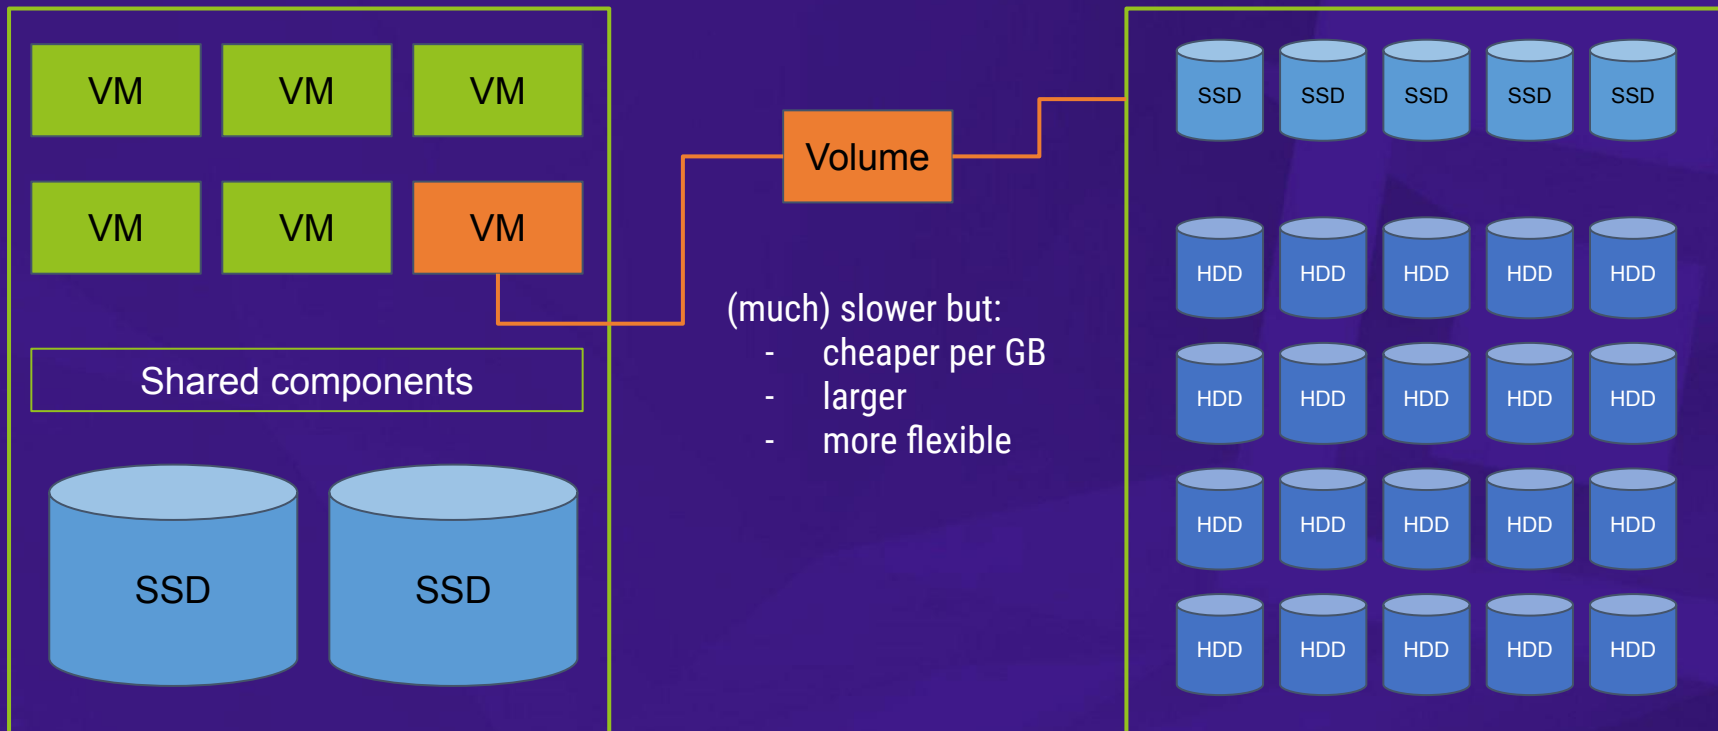 VM VM VM
VM VM VM
Shared components
SSD SSD
Volume
(much) slower but:
- cheaper per GB
- larger
- more flexible
SSD SSD SSD SSD SSD
HDD HDD HDD HDD HDD
HDD HDD HDD HDD HDD
HDD HDD HDD HDD HDD
HDD HDD HDD HDD HDD